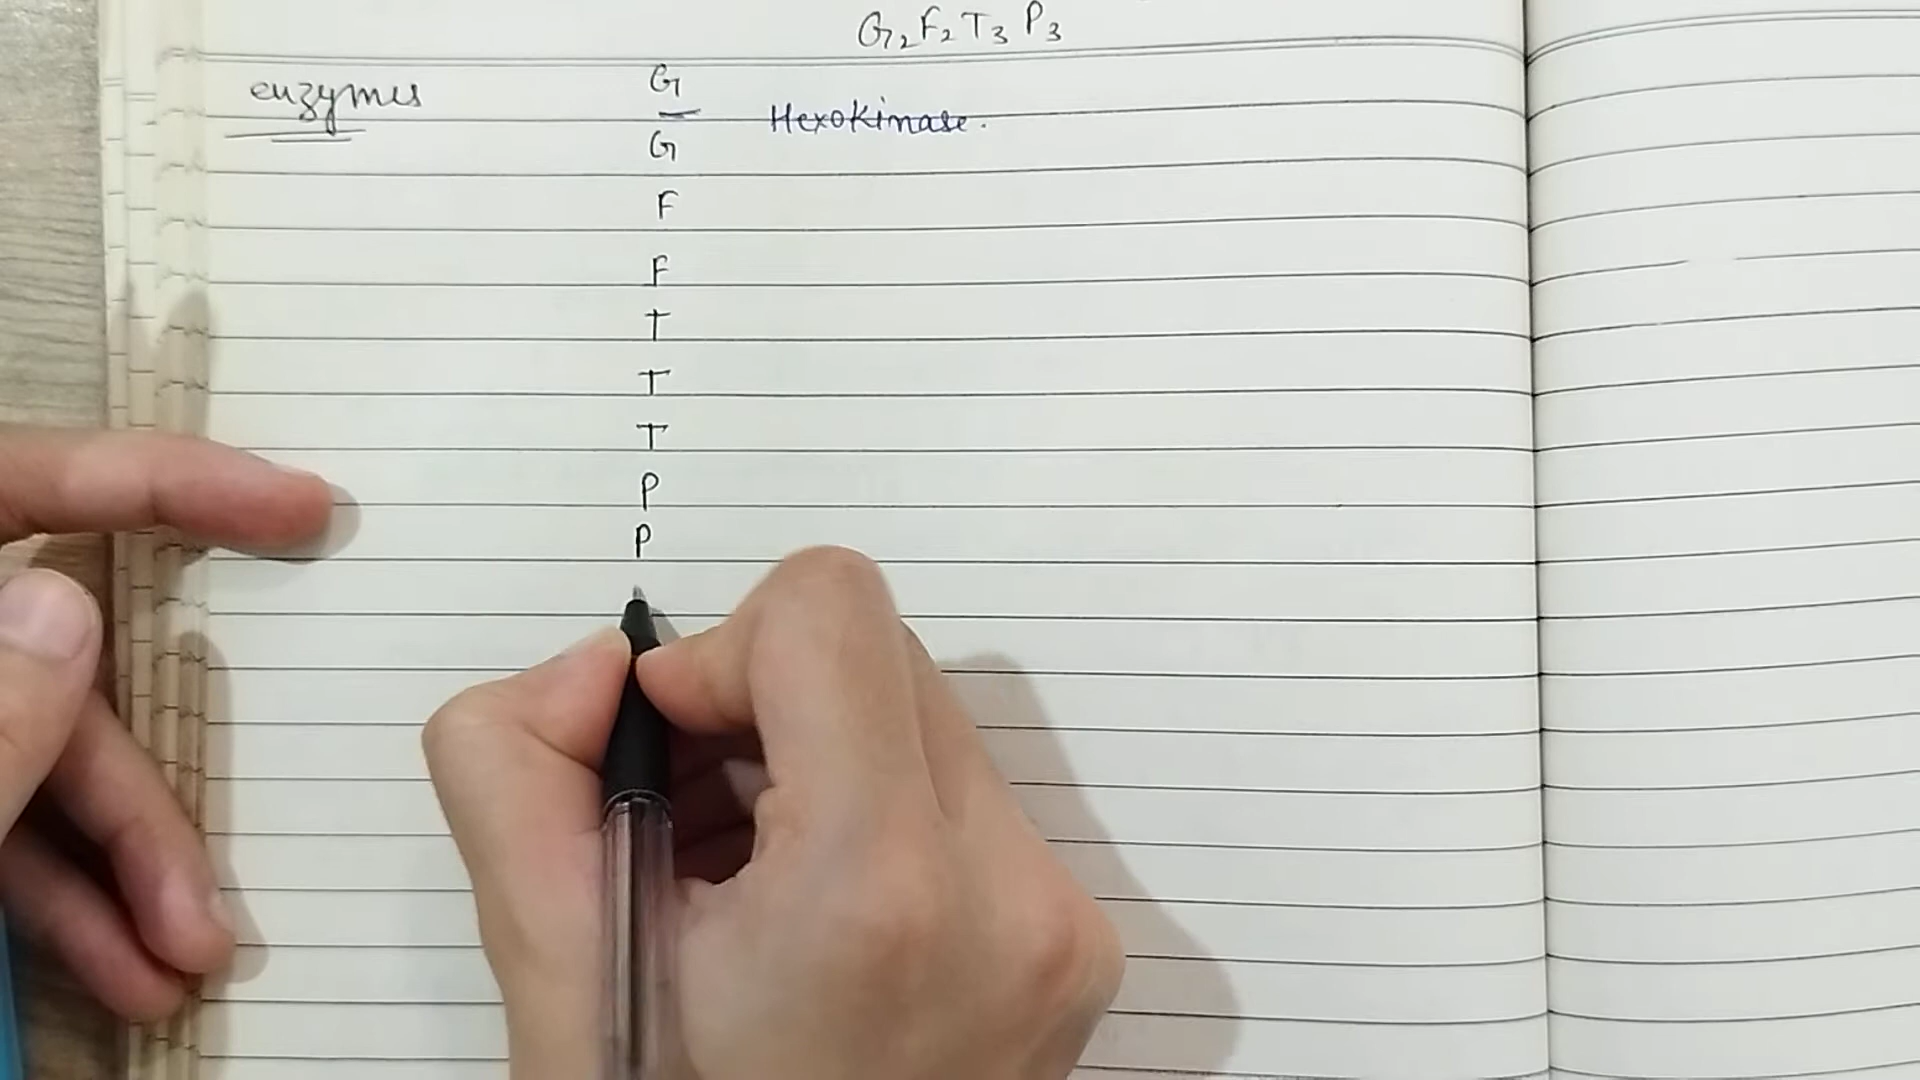 G₂F₂T₃P₃
enzymes G
Hexokinase.
G
F
F
T
T
T
P
P